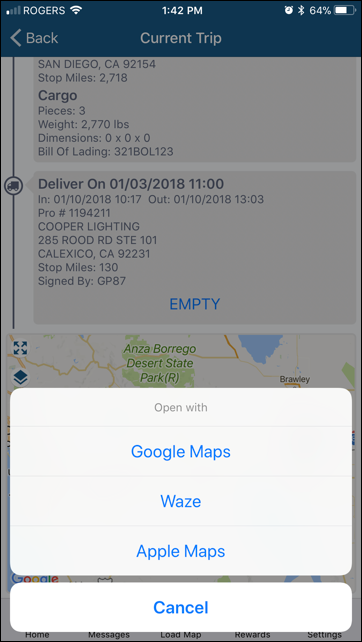 ROGERS 1:42 PM 64%
Back Current Trip
SAN DIEGO, CA 92154
Stop Miles: 2,718
Cargo
Pieces: 3
Weight: 2,770 lbs
Dimensions: 0 x 0 x 0
Bill Of Lading: 321BOL123
Deliver On 01/03/2018 11:00
In: 01/10/2018 10:17 Out: 01/10/2018 13:03
Pro # 1194211
COOPER LIGHTING
285 ROOD RD STE 101
CALEXICO, CA 92231
Stop Miles: 130
Signed By: GP87
EMPTY
Anza Borrego
Desert State
Park(R)
Brawley
Open with
Google Maps
Waze
Apple Maps
Google
Cancel
Home Messages Load Map Rewards Settings